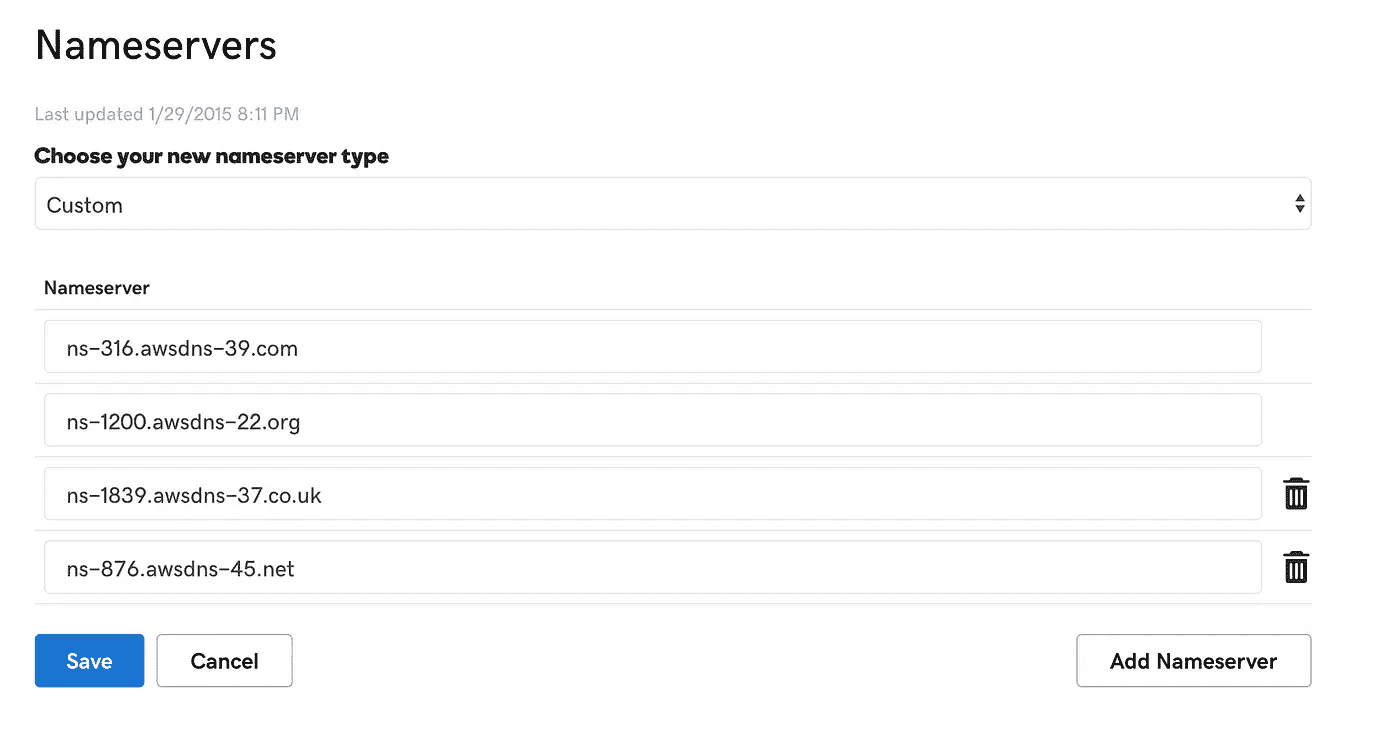 Nameservers
Last updated 1/29/2015 8:11 PM
Choose your new nameserver type
Custom
Nameserver
ns-316.awsdns-39.com
ns-1200.awsdns-22.org
ns-1839.awsdns-37.co.uk
ns-876.awsdns-45.net
Save Cancel Add Nameserver